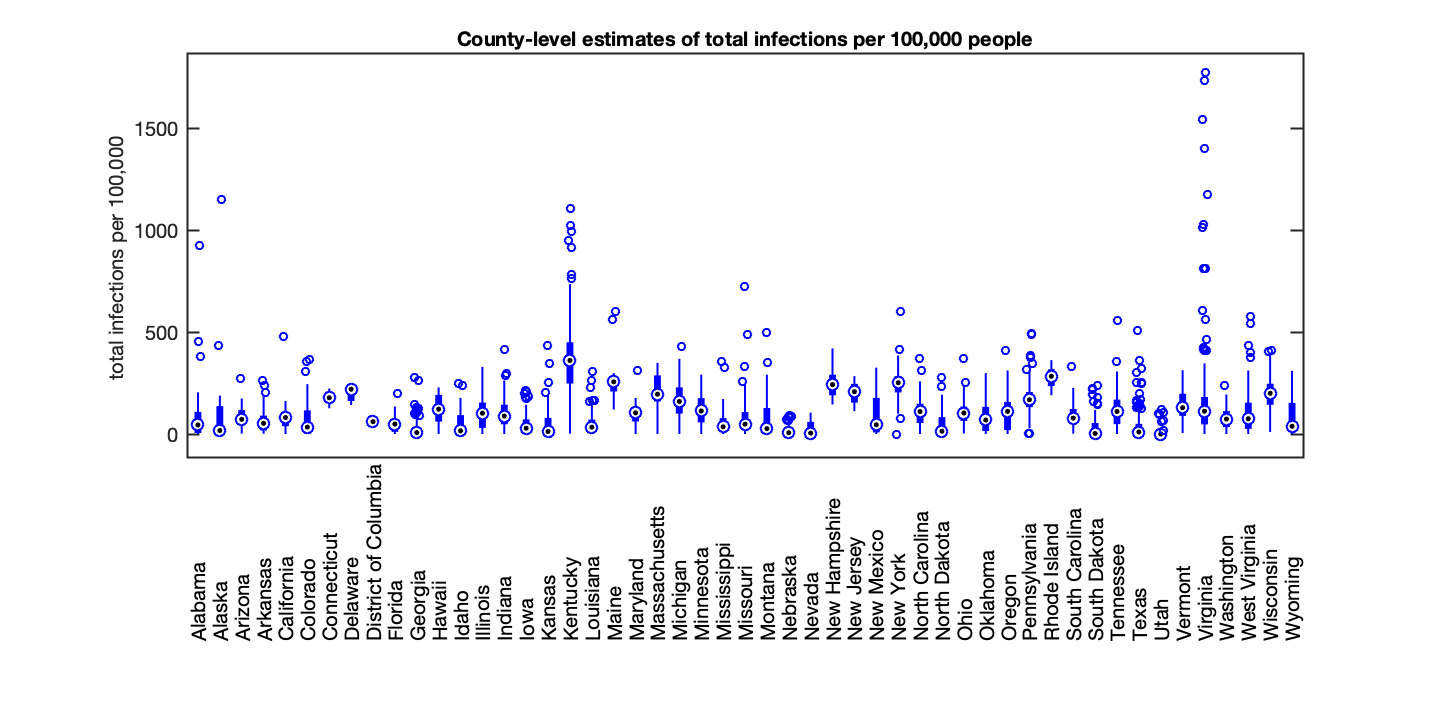 County-level estimates of total infections per 100,000 people
total infections per 100,000
1500
1000
500
0
Alabama
Alaska
Arizona
Arkansas
California
Colorado
Connecticut
Delaware
District of Columbia
Florida
Georgia
Hawaii
Idaho
Illinois
Indiana
Iowa
Kansas
Kentucky
Louisiana
Maine
Maryland
Massachusetts
Michigan
Minnesota
Mississippi
Missouri
Montana
Nebraska
Nevada
New Hampshire
New Jersey
New Mexico
New York
North Carolina
North Dakota
Ohio
Oklahoma
Oregon
Pennsylvania
Rhode Island
South Carolina
South Dakota
Tennessee
Texas
Utah
Vermont
Virginia
Washington
West Virginia
Wisconsin
Wyoming